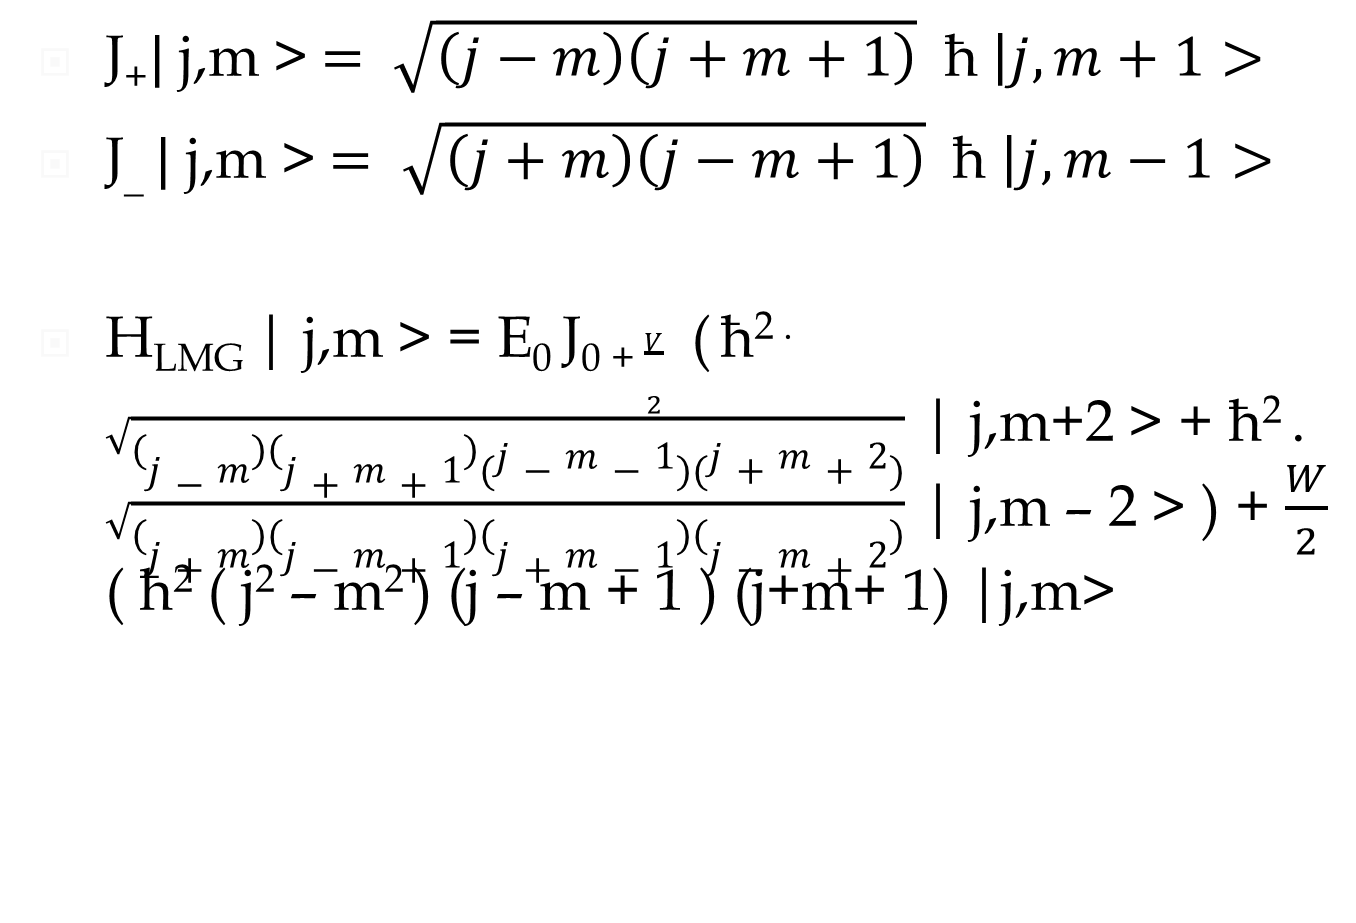 J₊| j,m > = √(j − m)(j + m + 1) ħ |j, m + 1 >
J₋ | j,m > = √(j + m)(j − m + 1) ħ |j, m − 1 >
H_LMG | j,m > = E₀ J₀ + V/2 ( ħ² .
√(j − m)(j + m + 1)(j − m − 1)(j + m + 2) | j,m+2 > + ħ² .
√(j + m)(j − m + 1)(j + m − 1)(j − m + 2) | j,m – 2 > ) + W/2
( ħ² ( j² – m² ) (j – m + 1 ) (j+m+ 1) |j,m>